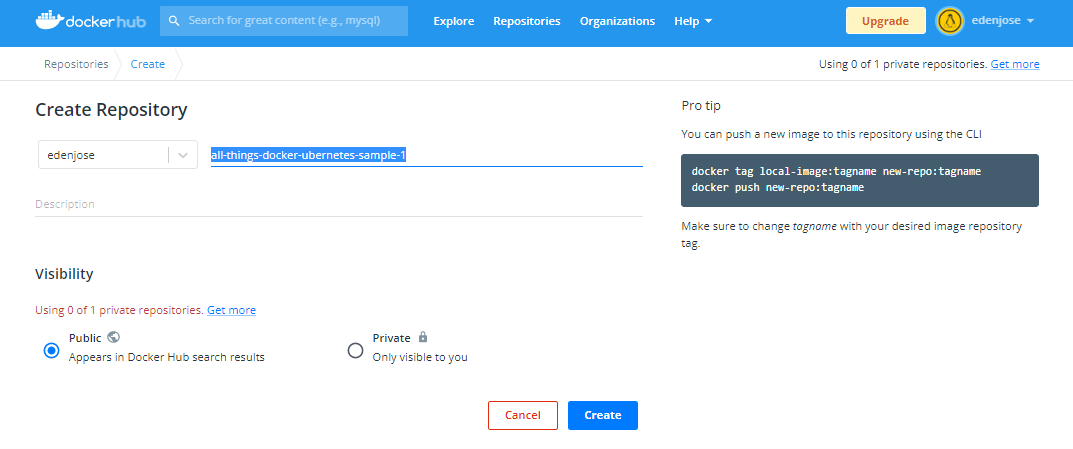 dockerhub
Search for great content (e.g., mysql)
Explore
Repositories
Organizations
Help
Upgrade
edenjose
Repositories
Create
Using 0 of 1 private repositories. Get more
Create Repository
edenjose
all-things-docker-ubernetes-sample-1
Description
Visibility
Using 0 of 1 private repositories. Get more
Public
Appears in Docker Hub search results
Private
Only visible to you
Cancel
Create
Pro tip
You can push a new image to this repository using the CLI
docker tag local-image:tagname new-repo:tagname
docker push new-repo:tagname
Make sure to change tagname with your desired image repository
tag.